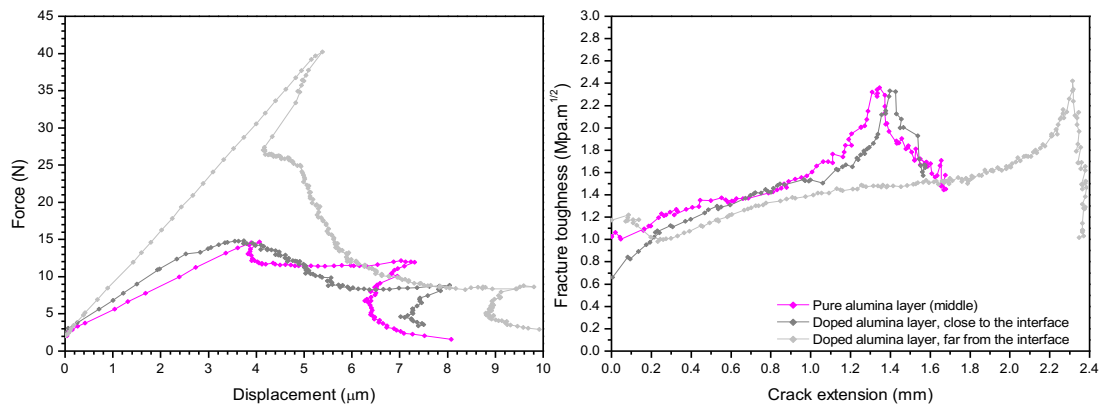 45
40
35
30
25
20
15
10
5
0
Force (N)
0 1 2 3 4 5 6 7 8 9 10
Displacement (μm)
3.0
2.8
2.6
2.4
2.2
2.0
1.8
1.6
1.4
1.2
1.0
0.8
0.6
0.4
0.2
0.0
Fracture toughness (Mpa.m1/2)
Pure alumina layer (middle)
Doped alumina layer, close to the interface
Doped alumina layer, far from the interface
0.0 0.2 0.4 0.6 0.8 1.0 1.2 1.4 1.6 1.8 2.0 2.2 2.4
Crack extension (mm)